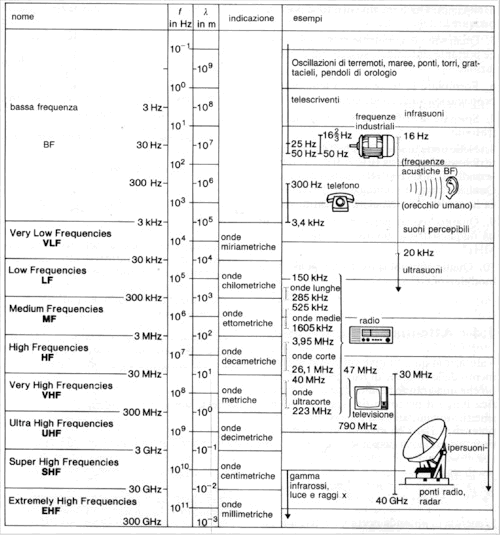 nome
f
in Hz
λ
in m
indicazione
esempi
10⁻¹
10⁹
Oscillazioni di terremoti, maree, ponti, torri, grat-
tacieli, pendoli di orologio
10⁰
telescriventi
bassa frequenza
3 Hz
10⁸
frequenze
industriali
infrasuoni
10¹
16⅔ Hz
16 Hz
BF
30 Hz
10⁷
25 Hz
50 Hz
50 Hz
10²
(frequenze
acustiche BF)
300 Hz
10⁶
300 Hz
telefono
10³
(orecchio umano)
3 kHz
10⁵
3,4 kHz
suoni percepibili
Very Low Frequencies
VLF
10⁴
onde
miriametriche
20 kHz
30 kHz
10⁴
ultrasuoni
Low Frequencies
LF
10⁵
onde
chilometriche
150 kHz
onde lunghe
285 kHz
300 kHz
10³
525 kHz
Medium Frequencies
MF
10⁶
onde
ettometriche
onde medie
1605 kHz
radio
3 MHz
10²
3,95 MHz
High Frequencies
HF
10⁷
onde
decametriche
onde corte
26,1 MHz
47 MHz
30 MHz
30 MHz
10¹
40 MHz
Very High Frequencies
VHF
10⁸
onde
metriche
onde
ultracorte
223 MHz
300 MHz
10⁰
televisione
790 MHz
Ultra High Frequencies
UHF
10⁹
onde
decimetriche
ipersuoni
3 GHz
10⁻¹
Super High Frequencies
SHF
10¹⁰
onde
centimetriche
gamma
infrarossi,
luce e raggi x
30 GHz
10⁻²
ponti radio,
radar
40 GHz
Extremely High Frequencies
EHF
10¹¹
onde
millimetriche
300 GHz
10⁻³